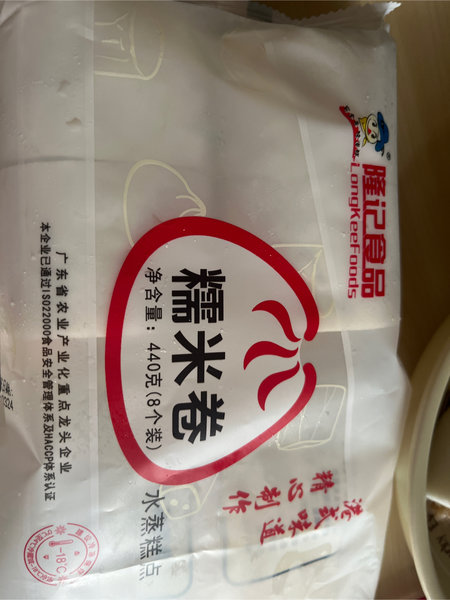 隆记食品
LongKeeFoods
港式味道
精心制作
糯米卷
净含量：440克(8个装)
水蒸糕点
广东省农业产业化重点龙头企业
本企业已通过ISO22000食品安全管理体系及HACCP体系认证
-18℃